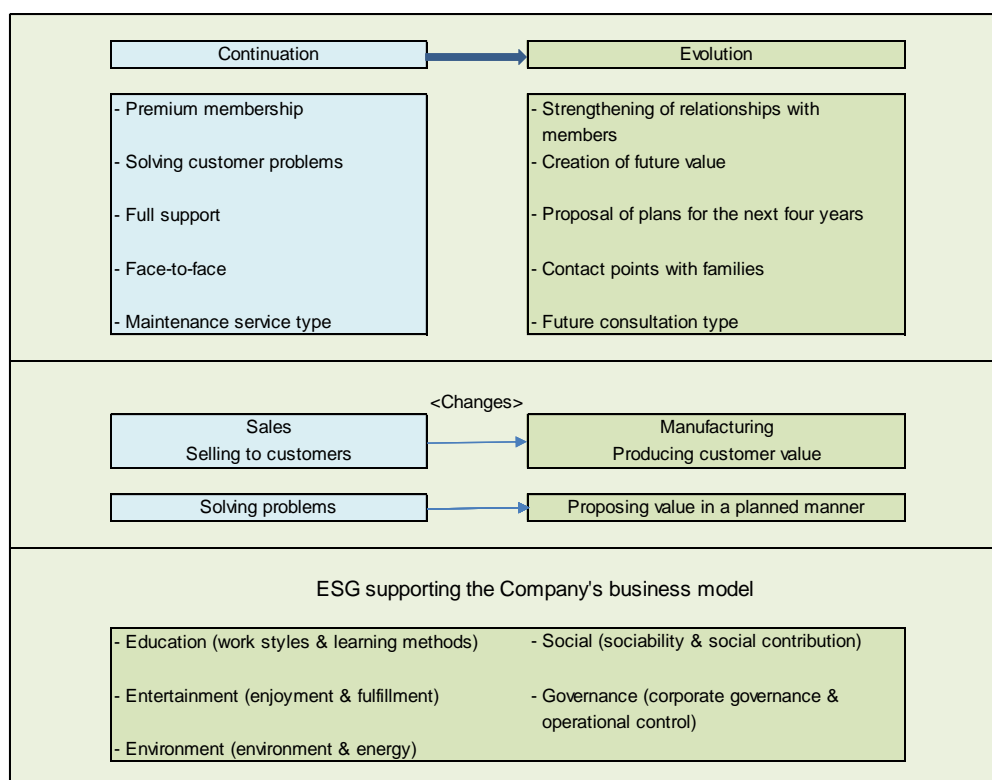 Continuation
Evolution
- Premium membership
- Solving customer problems
- Full support
- Face-to-face
- Maintenance service type
- Strengthening of relationships with
members
- Creation of future value
- Proposal of plans for the next four years
- Contact points with families
- Future consultation type
<Changes>
Sales
Selling to customers
Manufacturing
Producing customer value
Solving problems
Proposing value in a planned manner
ESG supporting the Company's business model
- Education (work styles & learning methods)
- Entertainment (enjoyment & fulfillment)
- Environment (environment & energy)
- Social (sociability & social contribution)
- Governance (corporate governance &
operational control)